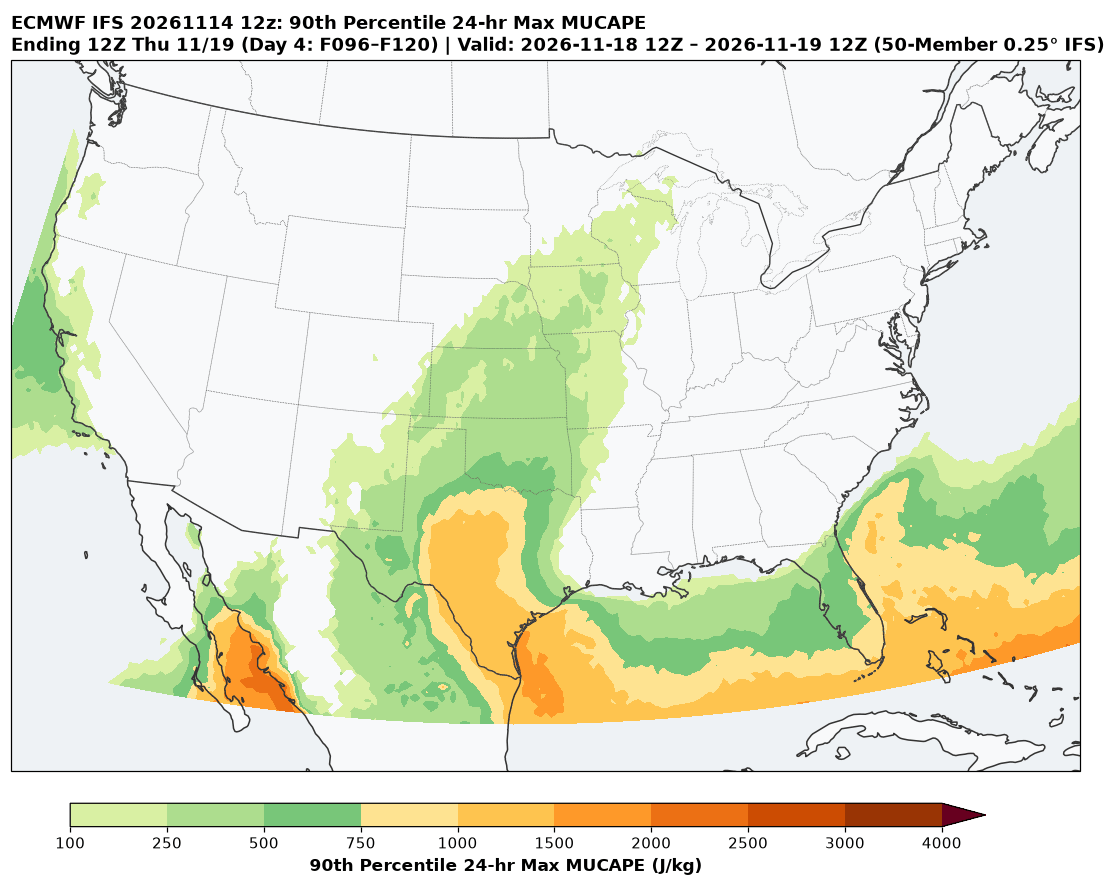 ECMWF IFS 20261114 12z: 90th Percentile 24-hr Max MUCAPE
Ending 12Z Thu 11/19 (Day 4: F096–F120) | Valid: 2026-11-18 12Z – 2026-11-19 12Z (50-Member 0.25° IFS)
100 250 500 750 1000 1500 2000 2500 3000 4000
90th Percentile 24-hr Max MUCAPE (J/kg)